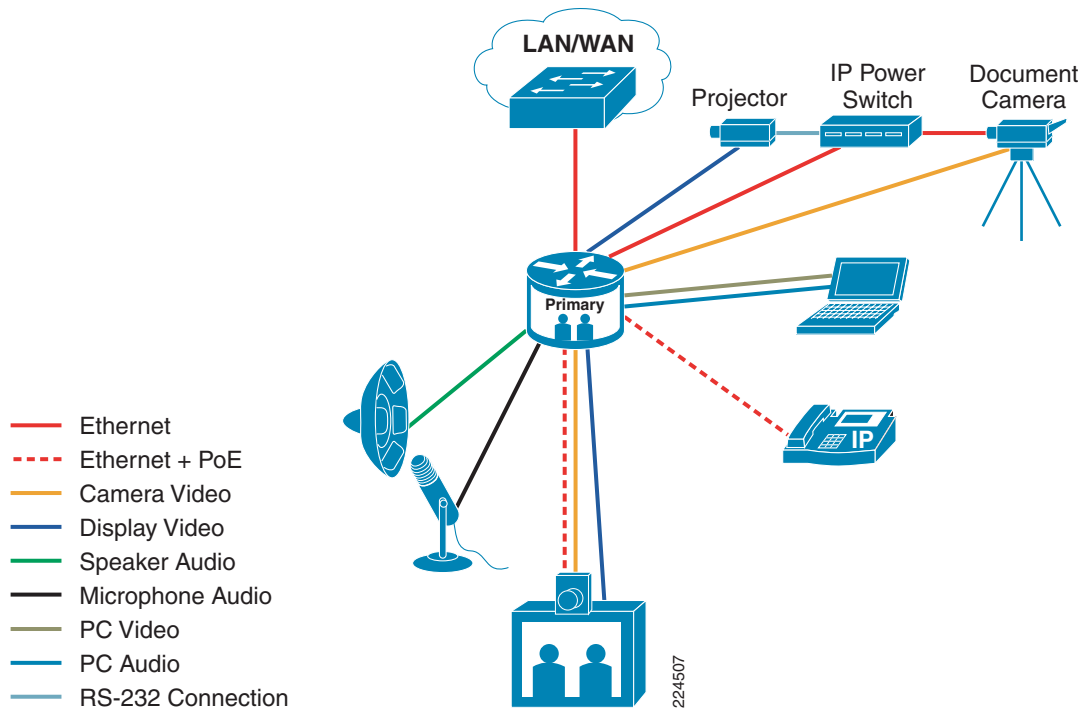 LAN/WAN
Projector
IP Power
Switch
Document
Camera
Primary
IP
Ethernet
Ethernet + PoE
Camera Video
Display Video
Speaker Audio
Microphone Audio
PC Video
PC Audio
RS-232 Connection
224507